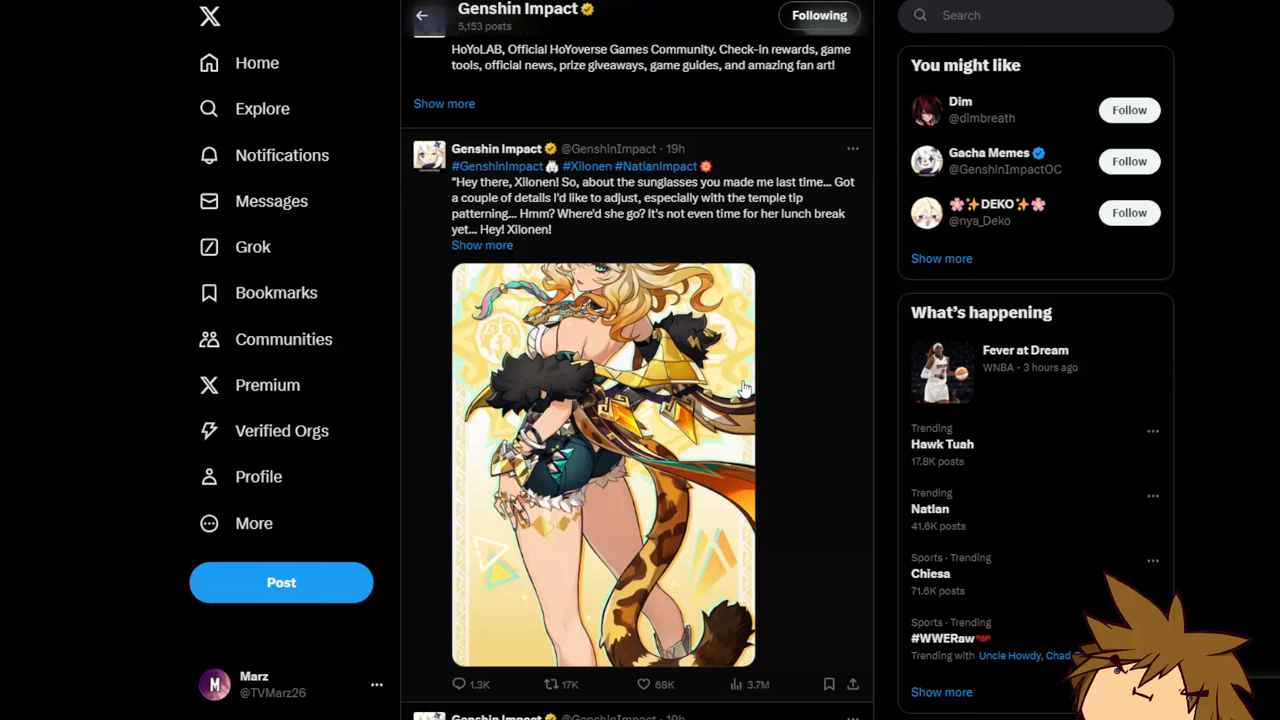 Home
Explore
Notifications
Messages
Grok
Bookmarks
Communities
Premium
Verified Orgs
Profile
More
Post
Marz
@TVMarz26
Genshin Impact
5,153 posts
Following
HoYoLAB, Official HoYoverse Games Community. Check-in rewards, game
tools, official news, prize giveaways, game guides, and amazing fan art!
Show more
Genshin Impact @GenshinImpact · 19h
#GenshinImpact #Xilonen #NatlanImpact
"Hey there, Xilonen! So, about the sunglasses you made me last time... Got
a couple of details I'd like to adjust, especially with the temple tip
patterning... Hmm? Where'd she go? It's not even time for her lunch break
yet... Hey! Xilonen!
Show more
1.3K 17K 68K 3.7M
Genshin Impact @GenshinImpact · 19h
Search
You might like
Dim
@dimbreath
Follow
Gacha Memes
@GenshinImpactOC
Follow
DEKO
@nya_Deko
Follow
Show more
What's happening
Fever at Dream
WNBA · 3 hours ago
Trending
Hawk Tuah
17.8K posts
Trending
Natlan
41.6K posts
Sports · Trending
Chiesa
71.6K posts
Sports · Trending
#WWERaw
Trending with Uncle Howdy, Chad
Show more